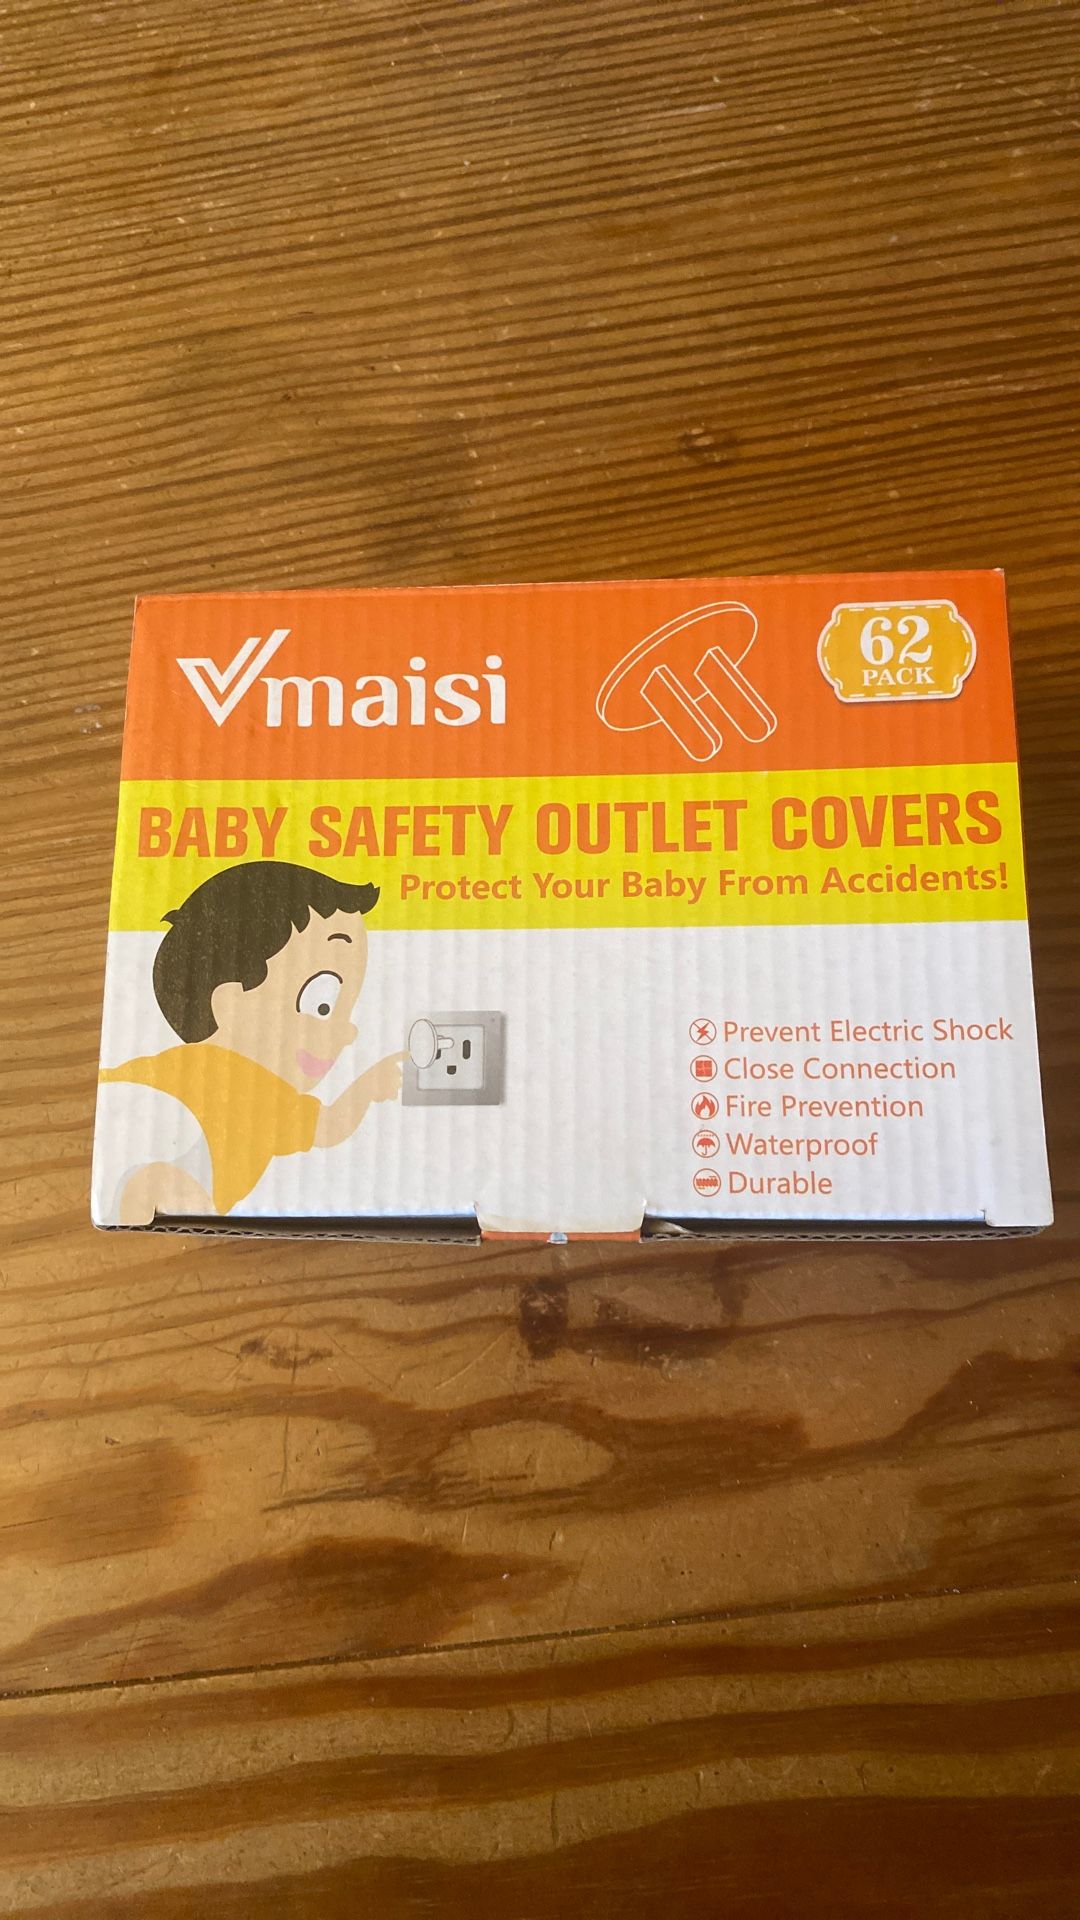 Vmaisi
62
PACK
BABY SAFETY OUTLET COVERS
Protect Your Baby From Accidents!
Prevent Electric Shock
Close Connection
Fire Prevention
Waterproof
Durable